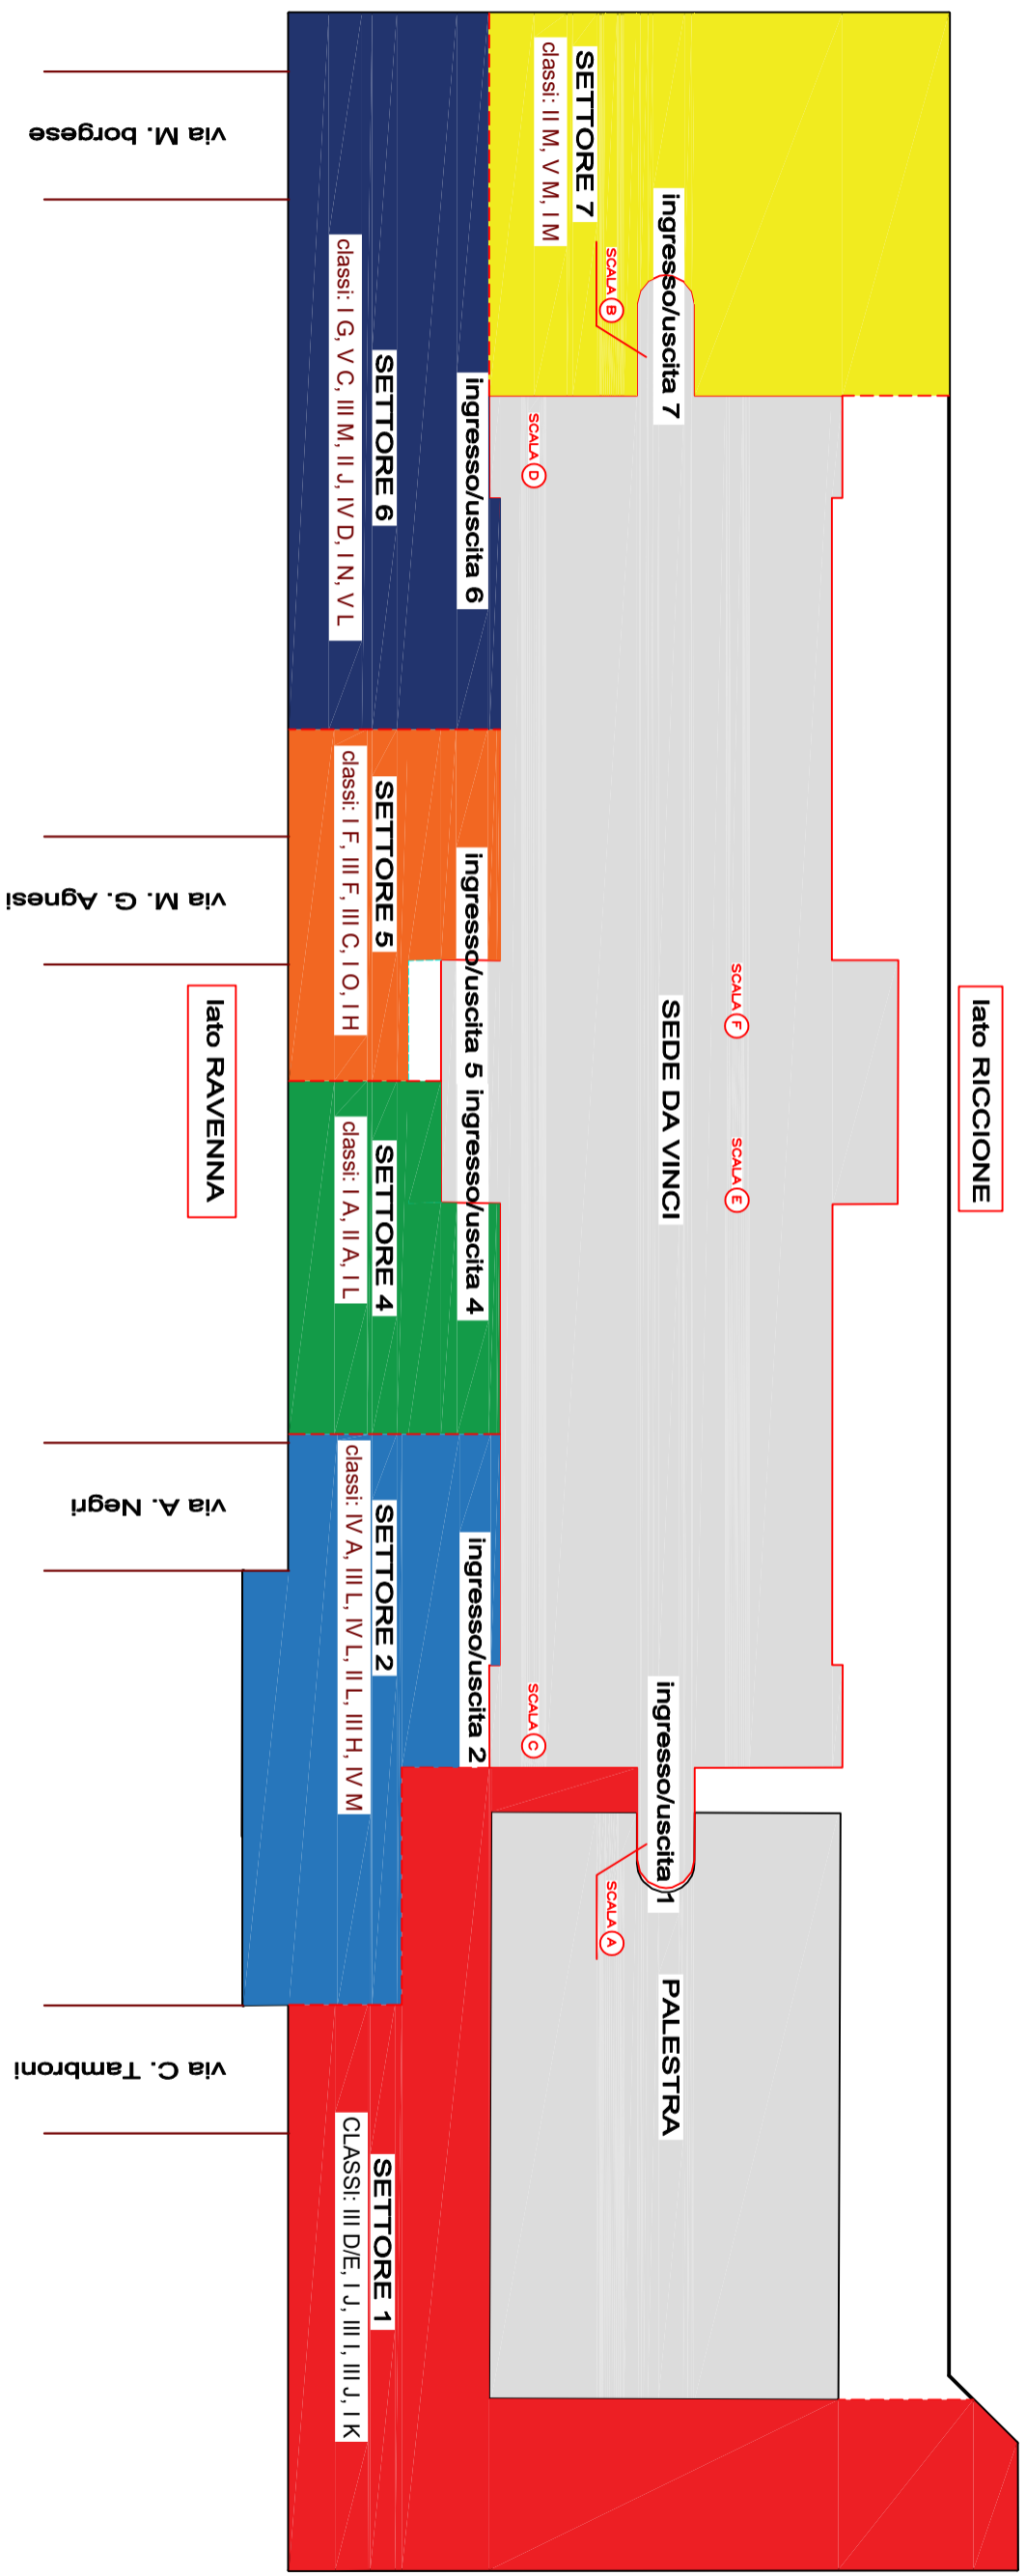 lato RICCIONE
SETTORE 7
classi: II M, V M, I M
ingresso/uscita 7
SCALA B
SCALA D
SCALA F
SEDE DA VINCI
SCALA E
SCALA C
ingresso/uscita 1
SCALA A
PALESTRA
ingresso/uscita 6
SETTORE 6
classi: I G, V C, III M, II J, IV D, I N, V L
ingresso/uscita 5
SETTORE 5
classi: I F, III F, III C, I O, I H
ingresso/uscita 4
SETTORE 4
classi: I A, II A, I L
ingresso/uscita 2
SETTORE 2
classi: IV A, III L, IV L, II L, III H, IV M
SETTORE 1
CLASSI: III D/E, I J, III I, III J, I K
lato RAVENNA
via M. borgese
via M. G. Agnesi
via A. Negri
via C. Tambroni